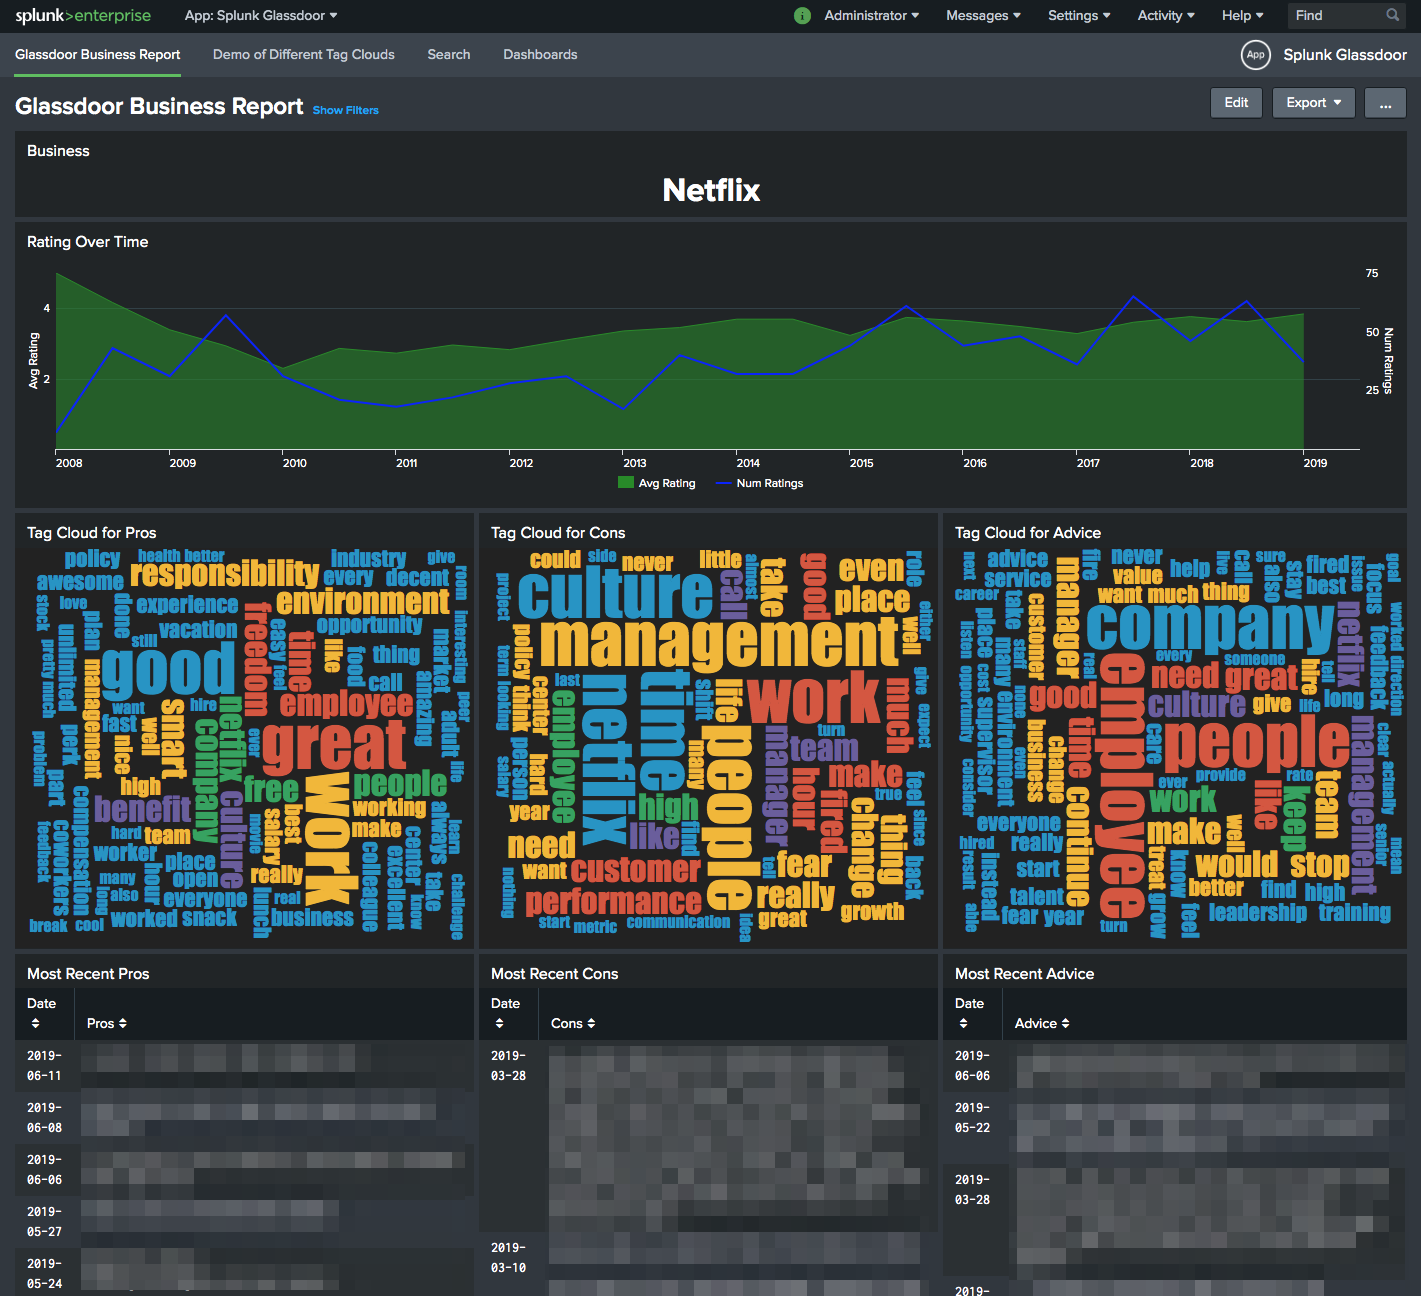 splunk>enterprise App: Splunk Glassdoor Administrator Messages Settings Activity Help Find
Glassdoor Business Report Demo of Different Tag Clouds Search Dashboards App Splunk Glassdoor
Glassdoor Business Report Show Filters Edit Export ...
Business
Netflix
Rating Over Time
75
4
50
2
25
Avg Rating
Num Ratings
2008 2009 2010 2011 2012 2013 2014 2015 2016 2017 2018 2019
Avg Rating Num Ratings
Tag Cloud for Pros
policy health better industry give
awesome responsibility every decent room
stock love done experience environment
plan still vacation freedom easy feel time like opportunity interesting
unlimited pretty much good food thing market peer
management want hire call amazing
perk fast well smart netflix employee adult
problem nice company ever great life
part high free people
benefit culture work working
feedback hard team movie salary best make always learn
coworkers compensation worker place really colleague center excellent take challenge
many hour open
long also everyone real know
break cool worked snack lunch business
Tag Cloud for Cons
could side never little almost good role
project culture call take even
place either
policy management well
term looking think center last netflix time shift life work much give
employee many people turn expect
salary person hard manager team
high hour make feel
year like find fired true since
need change thing
want customer tell fear back
nothing performance really
start metric communication idea great growth
Tag Cloud for Advice
next advice fire never live call sure fired issue goal
service manager value help also stay best focus
career take want much thing
listen place customer company netflix worked
staff many real every someone feedback direction
opportunity cost none employee need great hire tell
good culture give life long
supervisor environment business time care people management clear
even change
consider ever provide rate actually
work like keep team
everyone continue make well senior
hired really mean
result instead start treat know would stop
talent better find high
able fear year turn grow feel leadership training
Most Recent Pros
Date Pros
2019-
06-11
2019-
06-08
2019-
06-06
2019-
05-27
2019-
05-24
Most Recent Cons
Date Cons
2019-
03-28
2019-
03-10
Most Recent Advice
Date Advice
2019-
06-06
2019-
05-22
2019-
03-28
2019-